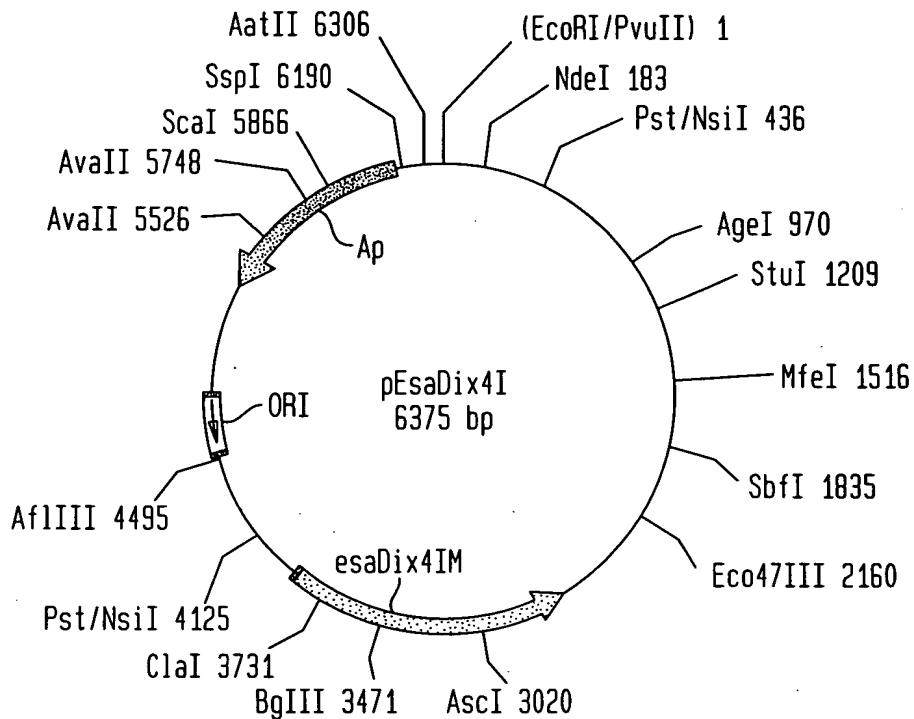 AatII 6306
(EcoRI/PvuII) 1
SspI 6190
NdeI 183
ScaI 5866
Pst/NsiI 436
AvaII 5748
AvaII 5526
Ap
AgeI 970
StuI 1209
pEsaDix4I
6375 bp
MfeI 1516
ORI
SbfI 1835
AflIII 4495
esaDix4IM
Eco47III 2160
Pst/NsiI 4125
ClaI 3731
BglII 3471
AscI 3020